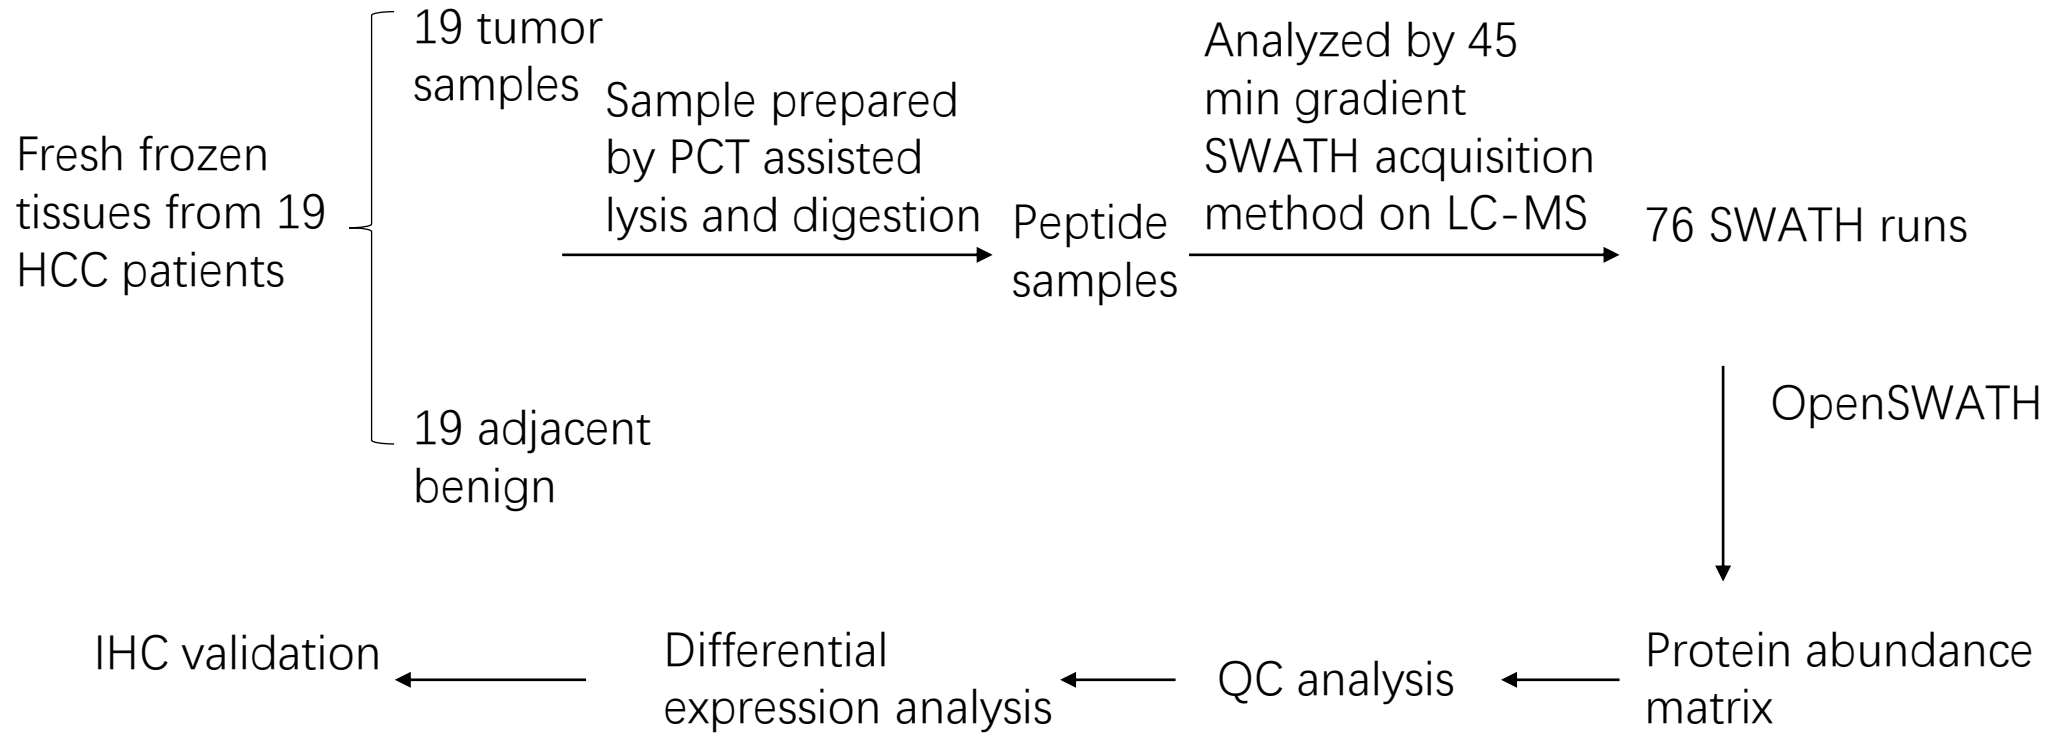 Fresh frozen
tissues from 19
HCC patients
19 tumor
samples
19 adjacent
benign
Sample prepared
by PCT assisted
lysis and digestion
Peptide
samples
Analyzed by 45
min gradient
SWATH acquisition
method on LC-MS
76 SWATH runs
OpenSWATH
Protein abundance
matrix
QC analysis
Differential
expression analysis
IHC validation